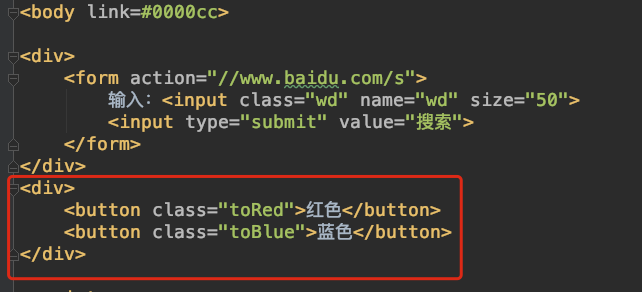 <body link=#0000cc>
<div>
<form action="//www.baidu.com/s">
输入：<input class="wd" name="wd" size="50">
<input type="submit" value="搜索">
</form>
</div>
<div>
<button class="toRed">红色</button>
<button class="toBlue">蓝色</button>
</div>